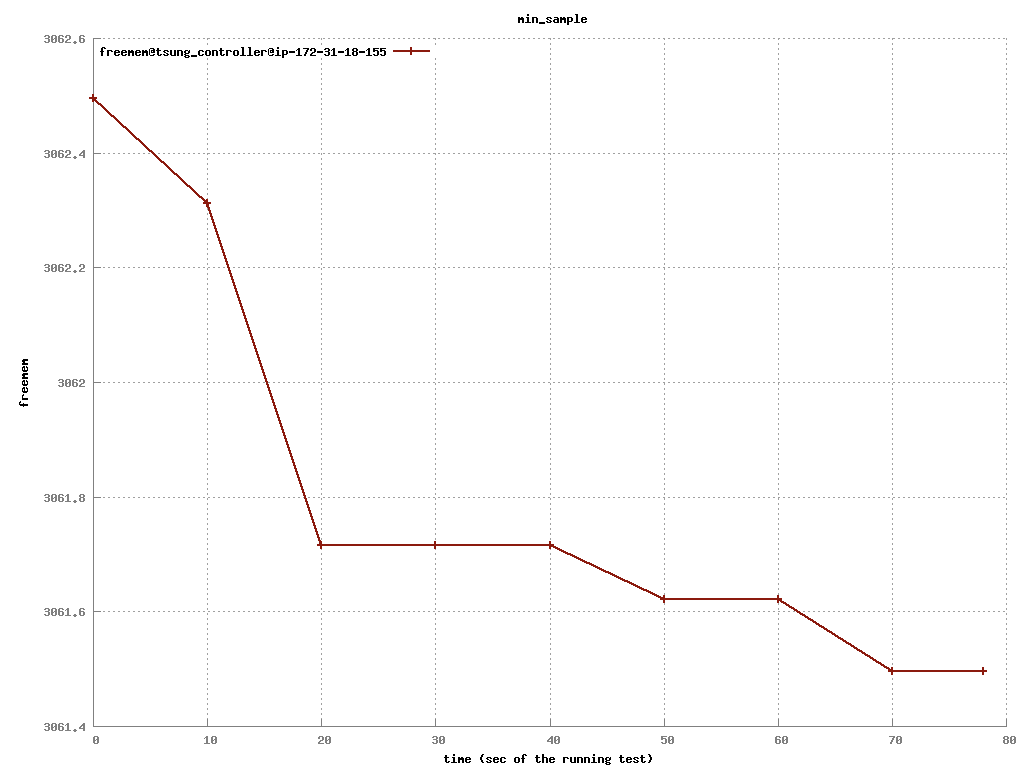 min_sample
freemem@tsung_controller@ip-172-31-18-155
3062.6
3062.4
3062.2
3062
3061.8
3061.6
3061.4
freemem
0 10 20 30 40 50 60 70 80
time (sec of the running test)